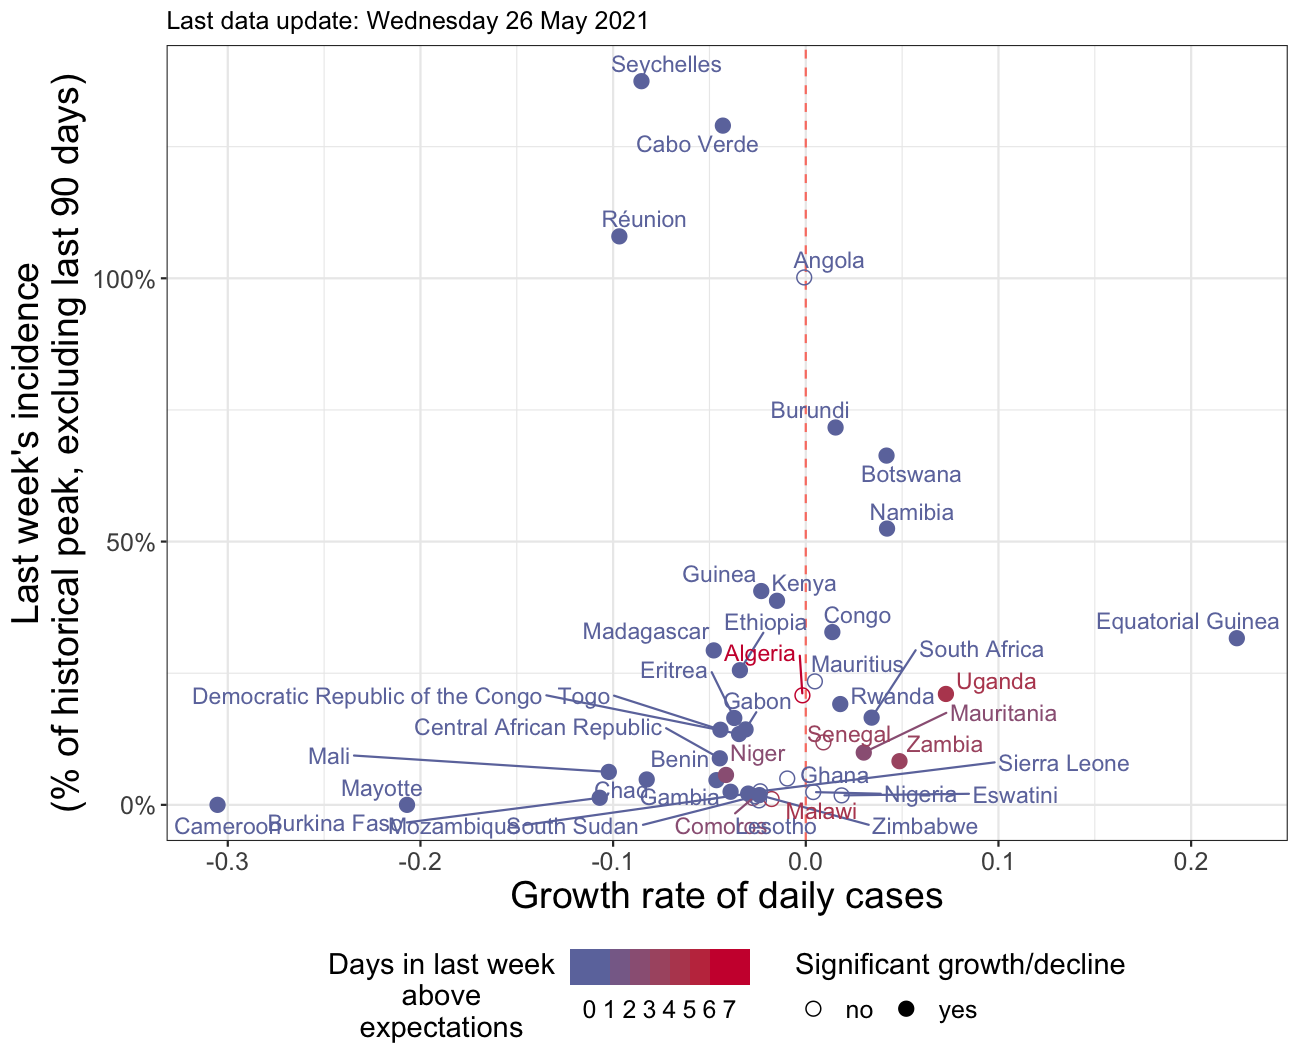 Last data update: Wednesday 26 May 2021
Last week's incidence
(% of historical peak, excluding last 90 days)
100%
50%
0%
Seychelles
Cabo Verde
Réunion
Angola
Burundi
Botswana
Namibia
Guinea
Kenya
Congo
Ethiopia
Equatorial Guinea
Madagascar
Algeria
South Africa
Mauritius
Eritrea
Uganda
Democratic Republic of the Congo
Togo
Gabon
Rwanda
Mauritania
Central African Republic
Senegal
Zambia
Mali
Benin
Niger
Sierra Leone
Ghana
Mayotte
Chad
Gambia
Nigeria
Eswatini
Malawi
Cameroon
Burkina Faso
Mozambique
South Sudan
Comoros
Lesotho
Zimbabwe
-0.3
-0.2
-0.1
0.0
0.1
0.2
Growth rate of daily cases
Days in last week
above
expectations
0 1 2 3 4 5 6 7
Significant growth/decline
no
yes